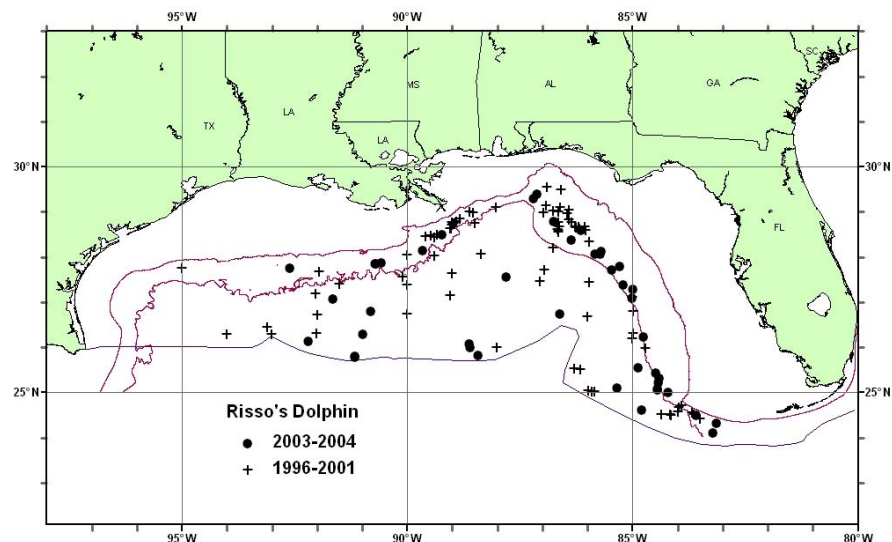 95°W 90°W 85°W 80°W
SC
MS AL GA
LA
TX
LA
30°N 30°N
FL
25°N 25°N
Risso's Dolphin
2003-2004
1996-2001
95°W 90°W 85°W 80°W